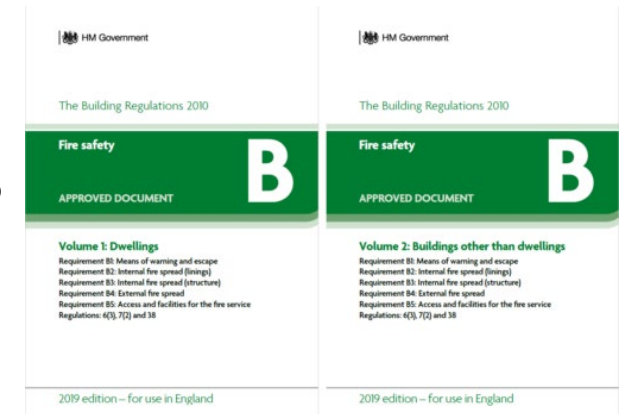 HM Government
The Building Regulations 2010
Fire safety
B
APPROVED DOCUMENT
Volume 1: Dwellings
Requirement B1: Means of warning and escape
Requirement B2: Internal fire spread (linings)
Requirement B3: Internal fire spread (structure)
Requirement B4: External fire spread
Requirement B5: Access and facilities for the fire service
Regulations: 6(3), 7(2) and 38
2019 edition – for use in England
HM Government
The Building Regulations 2010
Fire safety
B
APPROVED DOCUMENT
Volume 2: Buildings other than dwellings
Requirement B1: Means of warning and escape
Requirement B2: Internal fire spread (linings)
Requirement B3: Internal fire spread (structure)
Requirement B4: External fire spread
Requirement B5: Access and facilities for the fire service
Regulations: 6(3), 7(2) and 38
2019 edition – for use in England